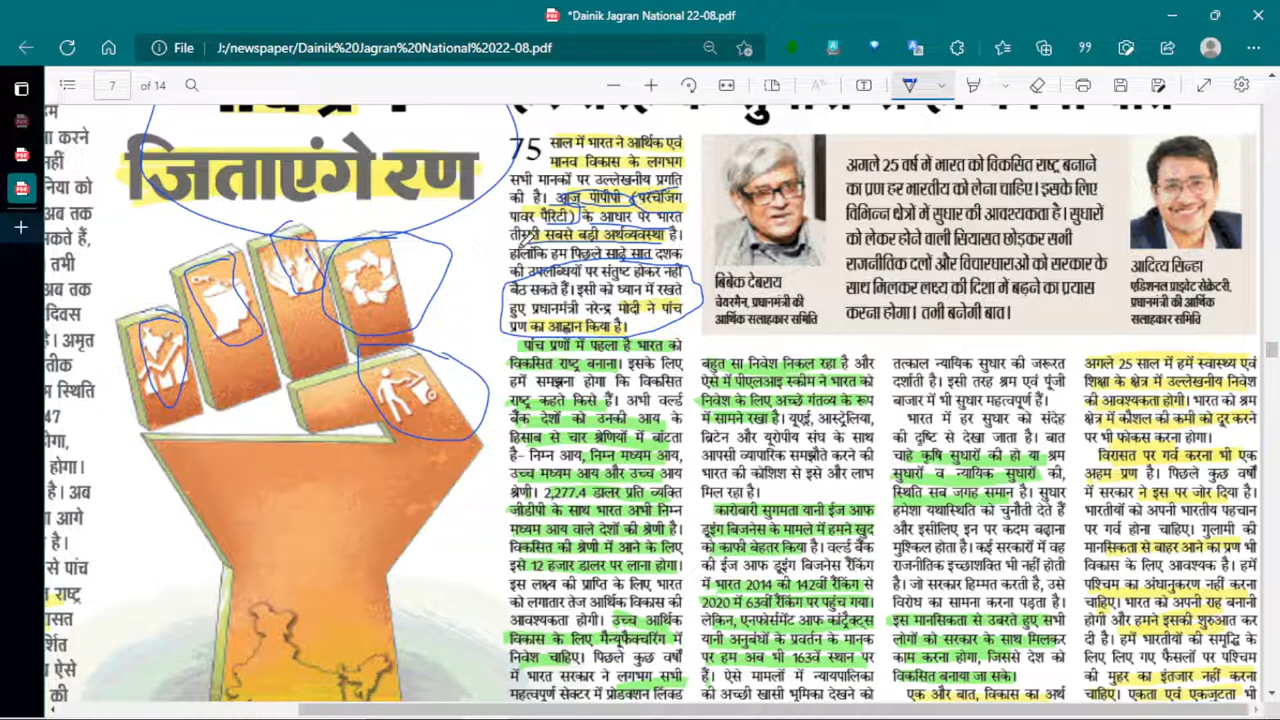 *Dainik Jagran National 22-08.pdf
File
J:/newspaper/Dainik%20Jagran%20National%2022-08.pdf
7
of 14
जिताएंगे रण
ा करने
नहीं
निया को
अब तक
सकते हैं,
तभी
अब तक
दिवस
है। अमृत
तीक
म स्थिति
47
होगा,
होगा।
है। अब
आगे
है।
से पांच
त राष्ट्र
ासत
र्शित
ऐसे
की
75 साल में भारत ने आर्थिक एवं
मानव विकास के लगभग
सभी मानकों पर उल्लेखनीय प्रगति
की है। आज पीपीपी (परचेजिंग
पावर पैरिटी) के आधार पर भारत
तीसरी सबसे बड़ी अर्थव्यवस्था है।
हालांकि हम पिछले साढ़े सात दशक
की उपलब्धियों पर संतुष्ट होकर नहीं
बैठ सकते हैं। इसी को ध्यान में रखते
हुए प्रधानमंत्री नरेन्द्र मोदी ने पांच
प्रण का आह्वान किया है।
पांच प्रणों में पहला है भारत को
विकसित राष्ट्र बनाना। इसके लिए
हमें समझना होगा कि विकसित
राष्ट्र कहते किसे हैं। अभी वर्ल्ड
बैंक देशों को उनकी आय के
हिसाब से चार श्रेणियों में बांटता
है- निम्न आय, निम्न मध्यम आय,
उच्च मध्यम आय और उच्च आय
श्रेणी। 2,277.4 डालर प्रति व्यक्ति
जीडीपी के साथ भारत अभी निम्न
मध्यम आय वाले देशों की श्रेणी है।
विकसित की श्रेणी में आने के लिए
इसे 12 हजार डालर पर लाना होगा।
इस लक्ष्य की प्राप्ति के लिए भारत
को लगातार तेज आर्थिक विकास की
आवश्यकता होगी। उच्च आर्थिक
विकास के लिए मैन्यूफैक्चरिंग में
निवेश चाहिए। पिछले कुछ वर्षों
में भारत सरकार ने लगभग सभी
महत्वपूर्ण सेक्टर में प्रोडक्शन लिंक्ड
बिबेक देबराय
चेयरमैन, प्रधानमंत्री की
आर्थिक सलाहकार समिति
अगले 25 वर्ष में भारत को विकसित राष्ट्र बनाने
का प्रण हर भारतीय को लेना चाहिए। इसके लिए
विभिन्न क्षेत्रों में सुधार की आवश्यकता है। सुधारों
को लेकर होने वाली सियासत छोड़कर सभी
राजनीतिक दलों और विचारधाराओं को सरकार के
साथ मिलकर लक्ष्य की दिशा में बढ़ने का प्रयास
करना होगा। तभी बनेगी बात।
आदित्य सिन्हा
एडिशनल प्राइवेट सेक्रेटरी,
प्रधानमंत्री की आर्थिक
सलाहकार समिति
बहुत सा निवेश निकल रहा है और
ऐसे में पीएलआइ स्कीम ने भारत को
निवेश के लिए अच्छे गंतव्य के रूप
में सामने रखा है। यूएई, आस्ट्रेलिया,
ब्रिटेन और यूरोपीय संघ के साथ
आपसी व्यापारिक समझौते करने की
भारत की कोशिश से इसे और लाभ
मिल रहा है।
कारोबारी सुगमता यानी ईज आफ
डूइंग बिजनेस के मामले में हमने खुद
को काफी बेहतर किया है। वर्ल्ड बैंक
की ईज आफ डूइंग बिजनेस रैंकिंग
में भारत 2014 की 142वीं रैंकिंग से
2020 में 63वीं रैंकिंग पर पहुंच गया।
लेकिन, एनफोर्समेंट आफ कांट्रैक्ट्स
यानी अनुबंधों के प्रवर्तन के मानक
पर हम अब भी 163वें स्थान पर
हैं। ऐसे मामलों में न्यायपालिका
की अच्छी खासी भूमिका देखने को
तत्काल न्यायिक सुधार की जरूरत
दर्शाती है। इसी तरह श्रम एवं पूंजी
बाजार में भी सुधार महत्वपूर्ण हैं।
भारत में हर सुधार को संदेह
की दृष्टि से देखा जाता है। बात
चाहे कृषि सुधारों की हो या श्रम
सुधारों व न्यायिक सुधारों की,
स्थिति सब जगह समान है। सुधार
हमेशा यथास्थिति को चुनौती देते हैं
और इसीलिए इन पर कदम बढ़ाना
मुश्किल होता है। कई सरकारों में वह
राजनीतिक इच्छाशक्ति भी नहीं होती
है। जो सरकार हिम्मत करती है, उसे
विरोध का सामना करना पड़ता है।
इस मानसिकता से उबरते हुए सभी
लोगों को सरकार के साथ मिलकर
काम करना होगा, जिससे देश को
विकसित बनाया जा सके।
एक और बात, विकास का अर्थ
अगले 25 साल में हमें स्वास्थ्य एवं
शिक्षा के क्षेत्र में उल्लेखनीय निवेश
की आवश्यकता होगी। भारत को श्रम
क्षेत्र में कौशल की कमी को दूर करने
पर भी फोकस करना होगा।
विरासत पर गर्व करना भी एक
अहम प्रण है। पिछले कुछ वर्षों
में सरकार ने इस पर जोर दिया है।
भारतीयों को अपनी भारतीय पहचान
पर गर्व होना चाहिए। गुलामी की
मानसिकता से बाहर आने का प्रण भी
विकास के लिए आवश्यक है। हमें
पश्चिम का अंधानुकरण नहीं करना
चाहिए। भारत को अपनी राह बनानी
होगी और हमने इसकी शुरुआत कर
दी है। हमें भारतीयों की समृद्धि के
लिए लिए गए फैसलों पर पश्चिम
की मुहर का इंतजार नहीं करना
चाहिए। एकता एवं एकजुटता भी